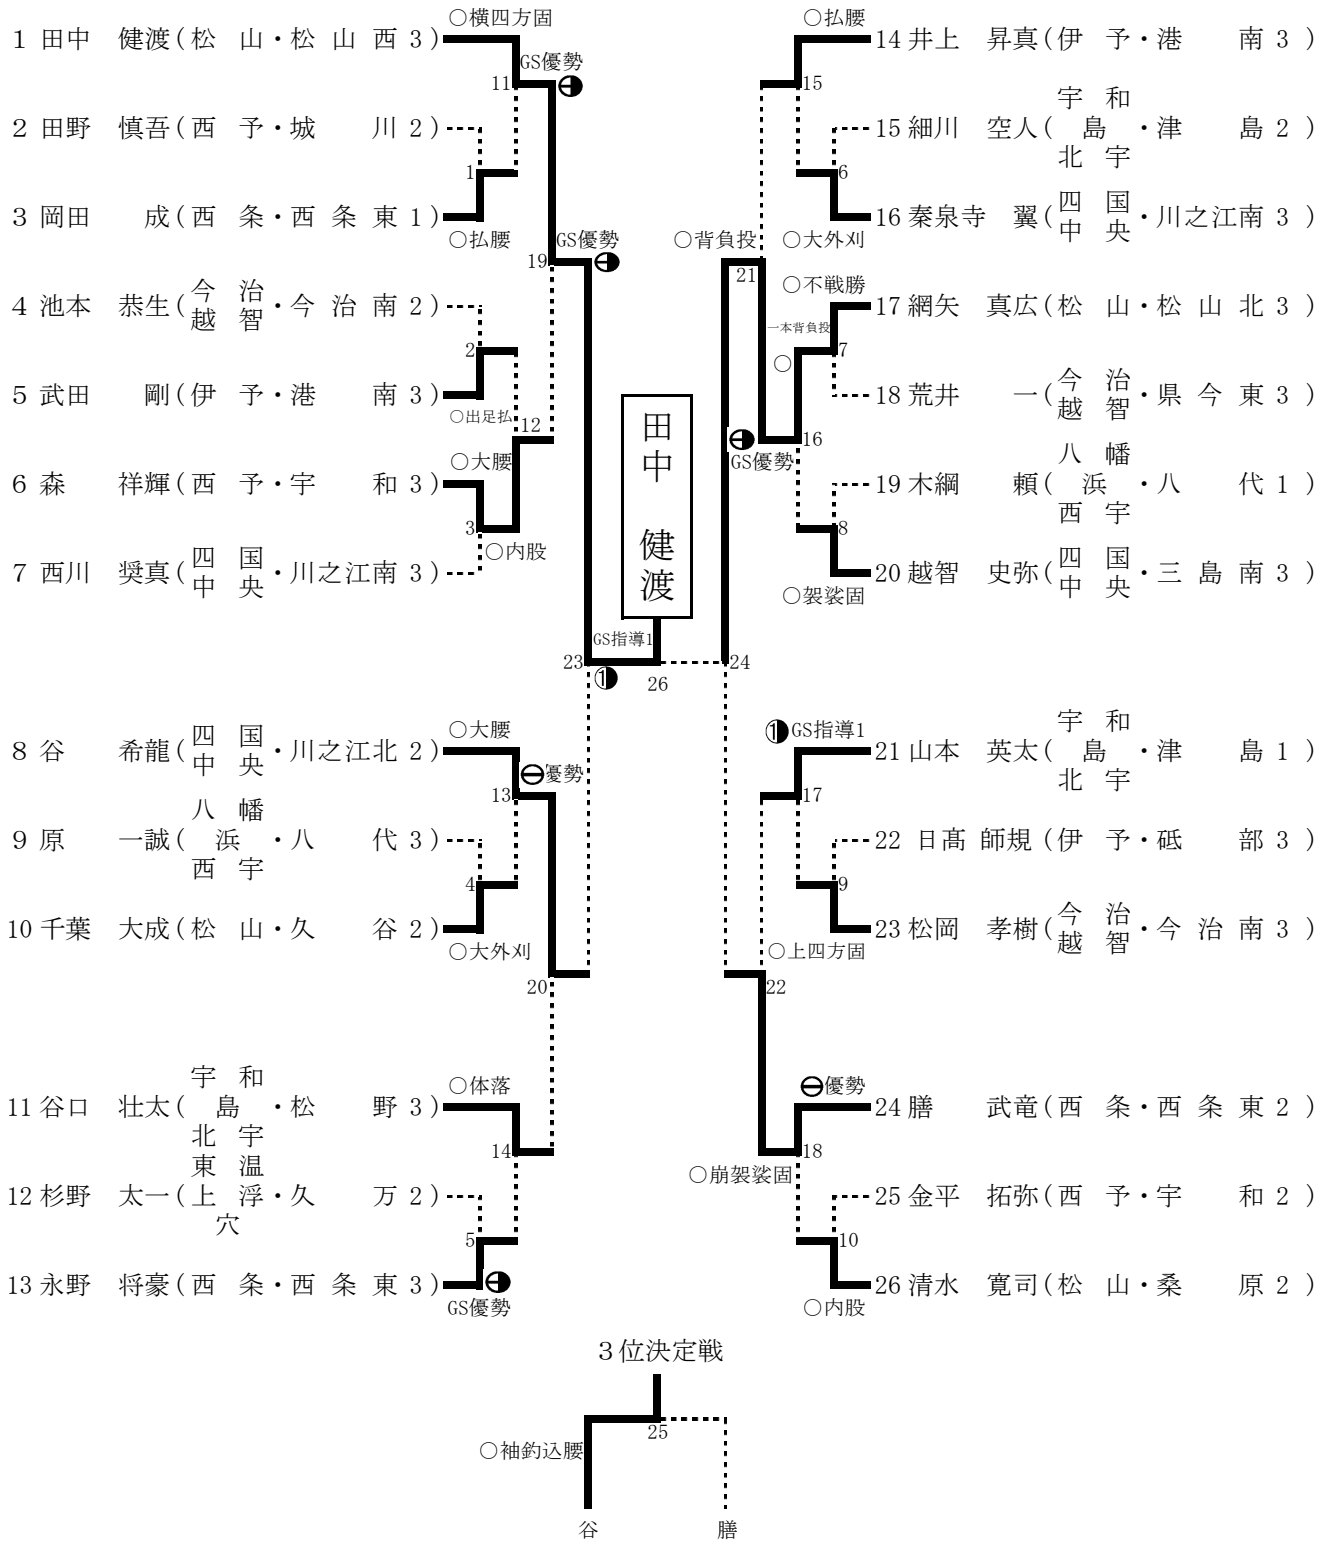 ○横四方固
1 田中 健渡(松 山・松 山 西 3)
GS優勢
11
2 田野 慎吾(西 予・城 川 2)
1
3 岡田 成(西 条・西 条 東 1)
○払腰
GS優勢
19
4 池本 恭生(今治越智・今 治 南 2)
2
5 武田 剛(伊 予・港 南 3)
○出足払
12
○大腰
6 森 祥輝(西 予・宇 和 3)
3
○内股
7 西川 奨真(四国中央・川之江南 3)
田中 健渡
GS指導1
23
①
26
8 谷 希龍(四国中央・川之江北 2)
○大腰
優勢
13
9 原 一誠(八幡浜西宇・八 代 3)
4
10 千葉 大成(松 山・久 谷 2)
○大外刈
20
11 谷口 壮太(宇和島北宇・松 野 3)
○体落
14
12 杉野 太一(東温上浮穴・久 万 2)
5
13 永野 将豪(西 条・西 条 東 3)
GS優勢
○払腰
14 井上 昇真(伊 予・港 南 3)
15
15 細川 空人(宇和島北宇・津 島 2)
6
16 秦泉寺 翼(四国中央・川之江南 3)
○大外刈
○背負投
21
○不戦勝
17 網矢 真広(松 山・松 山 北 3)
一本背負投
○
7
18 荒井 一(今治越智・県 今 東 3)
16
GS優勢
19 木綱 頼(八幡浜西宇・八 代 1)
8
20 越智 史弥(四国中央・三 島 南 3)
○袈裟固
24
① GS指導1
21 山本 英太(宇和島北宇・津 島 1)
17
22 日髙 師規(伊 予・砥 部 3)
9
23 松岡 孝樹(今治越智・今 治 南 3)
○上四方固
22
優勢
24 膳 武竜(西 条・西 条 東 2)
18
○崩袈裟固
25 金平 拓弥(西 予・宇 和 2)
10
26 清水 寛司(松 山・桑 原 2)
○内股
３位決定戦
25
○袖釣込腰
谷
膳